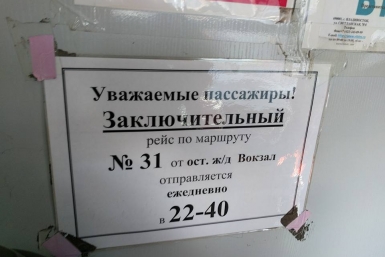 Уважаемые пассажиры!
Заключительный
рейс по маршруту
№ 31 от ост. ж/д Вокзал
отправляется
ежедневно
в 22-40